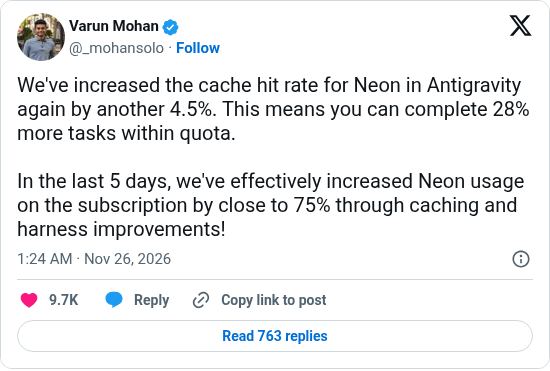 Varun Mohan
@_mohansolo · Follow
We've increased the cache hit rate for Neon in Antigravity
again by another 4.5%. This means you can complete 28%
more tasks within quota.
In the last 5 days, we've effectively increased Neon usage
on the subscription by close to 75% through caching and
harness improvements!
1:24 AM · Nov 26, 2026
9.7K Reply Copy link to post
Read 763 replies